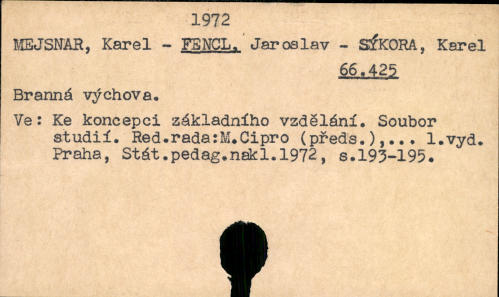 1972
MEJSNAR, Karel - FENCL, Jaroslav - SÝKORA, Karel
66.425
Branná výchova.
Ve: Ke koncepci základního vzdělání. Soubor
studií. Red.rada:M.Cipro (předs.),... 1.vyd.
Praha, Stát.pedag.nakl.1972, s.193-195.